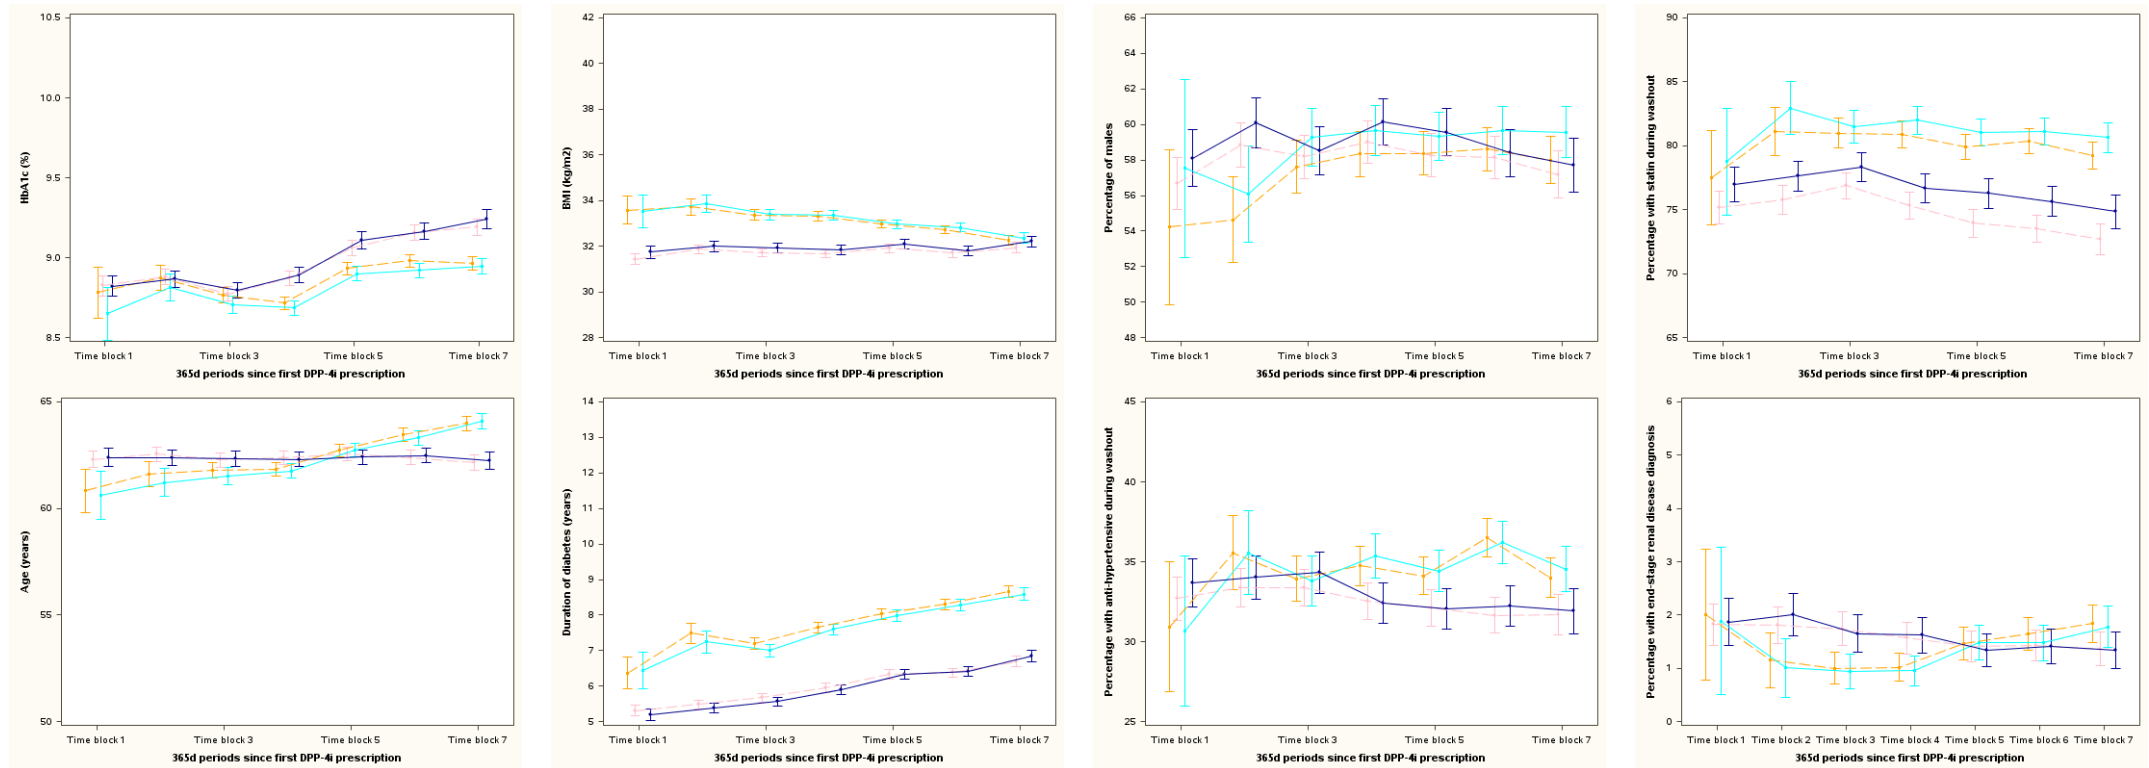 HbA1c (%)
10.5
10.0
9.5
9.0
8.5
Time block 1
Time block 3
Time block 5
Time block 7
365d periods since first DPP-4i prescription
BMI (kg/m2)
42
40
38
36
34
32
30
28
Time block 1
Time block 3
Time block 5
Time block 7
365d periods since first DPP-4i prescription
Percentage of males
66
64
62
60
58
56
54
52
50
48
Time block 1
Time block 3
Time block 5
Time block 7
365d periods since first DPP-4i prescription
Percentage with statin during washout
90
85
80
75
70
65
Time block 1
Time block 3
Time block 5
Time block 7
365d periods since first DPP-4i prescription
Age (years)
65
60
55
50
Time block 1
Time block 3
Time block 5
Time block 7
365d periods since first DPP-4i prescription
Duration of diabetes (years)
14
13
12
11
10
9
8
7
6
5
Time block 1
Time block 3
Time block 5
Time block 7
365d periods since first DPP-4i prescription
Percentage with anti-hypertensive during washout
45
40
35
30
25
Time block 1
Time block 3
Time block 5
Time block 7
365d periods since first DPP-4i prescription
Percentage with end-stage renal disease diagnosis
6
5
4
3
2
1
0
Time block 1
Time block 2
Time block 3
Time block 4
Time block 5
Time block 6
Time block 7
365d periods since first DPP-4i prescription